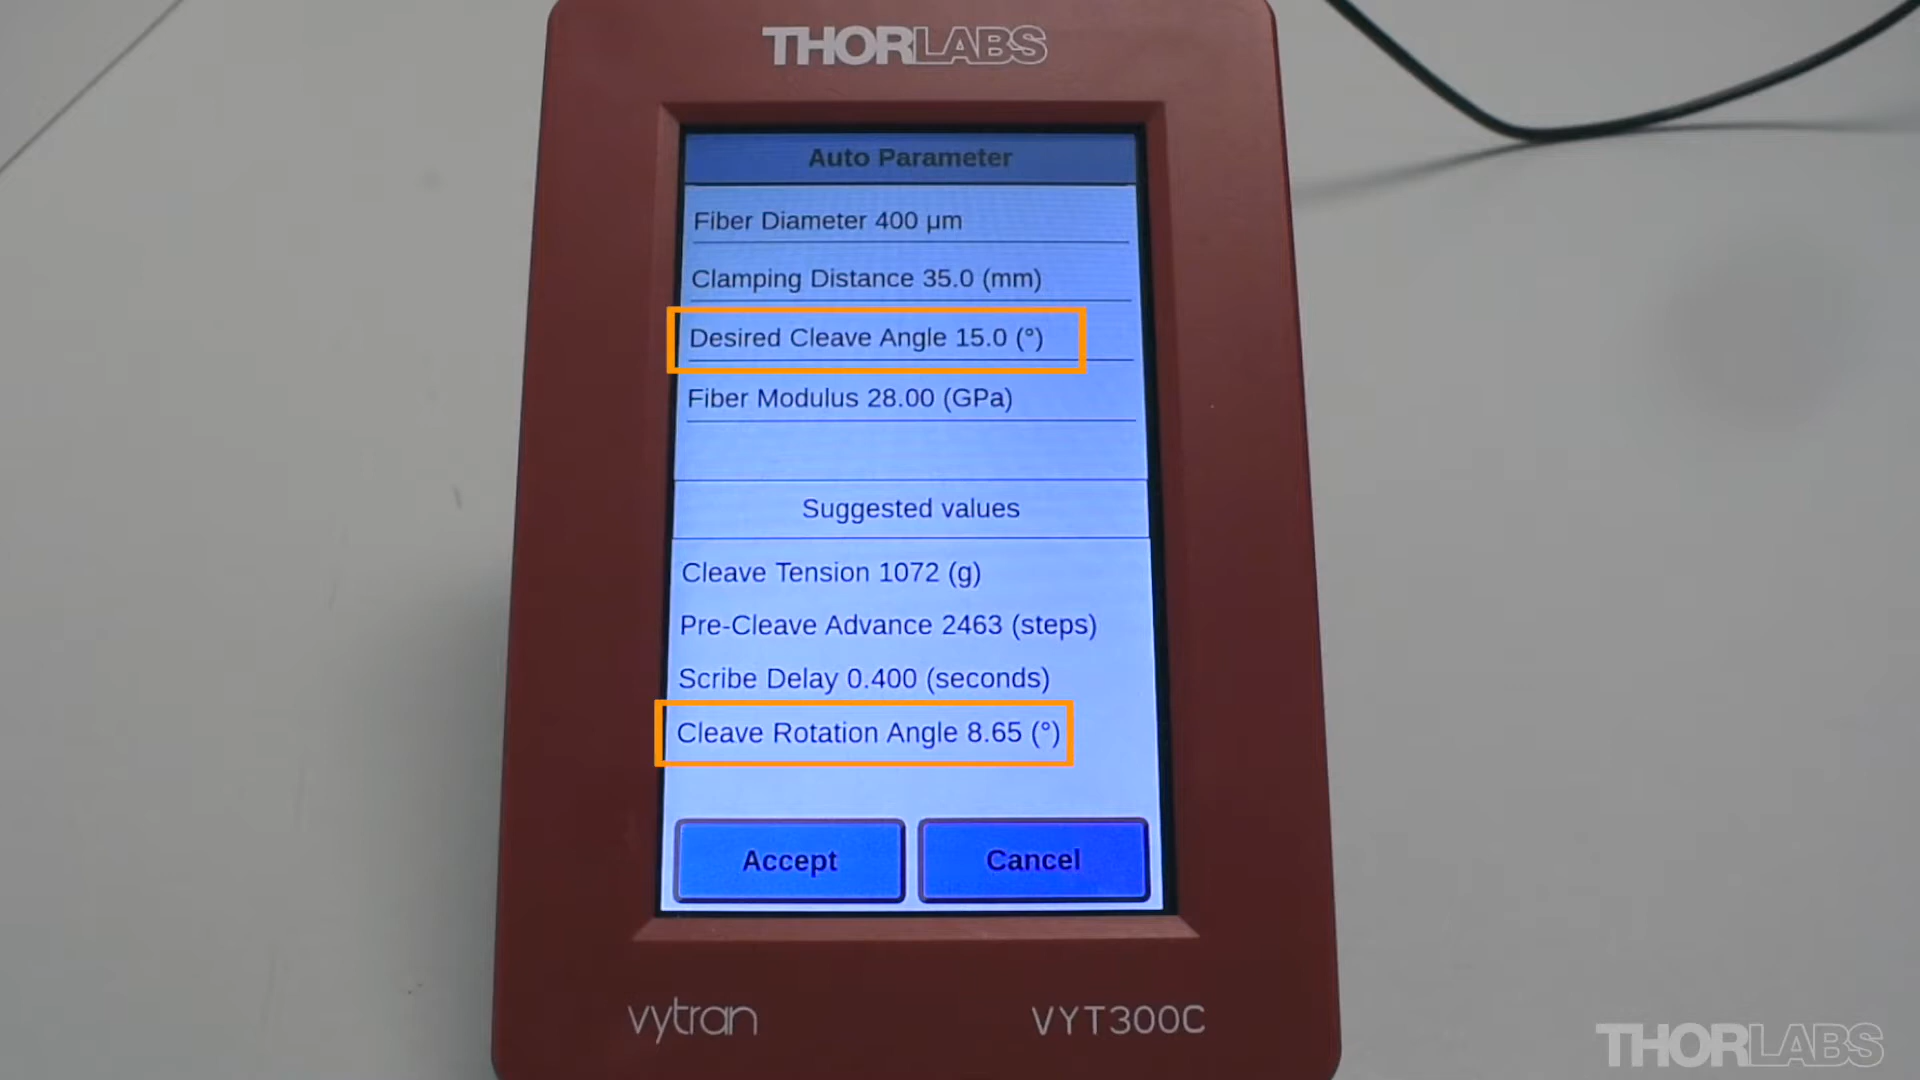 THORLABS
Auto Parameter
Fiber Diameter 400 µm
Clamping Distance 35.0 (mm)
Desired Cleave Angle 15.0 (°)
Fiber Modulus 28.00 (GPa)
Suggested values
Cleave Tension 1072 (g)
Pre-Cleave Advance 2463 (steps)
Scribe Delay 0.400 (seconds)
Cleave Rotation Angle 8.65 (°)
Accept Cancel
vytran VYT300C
THORLABS